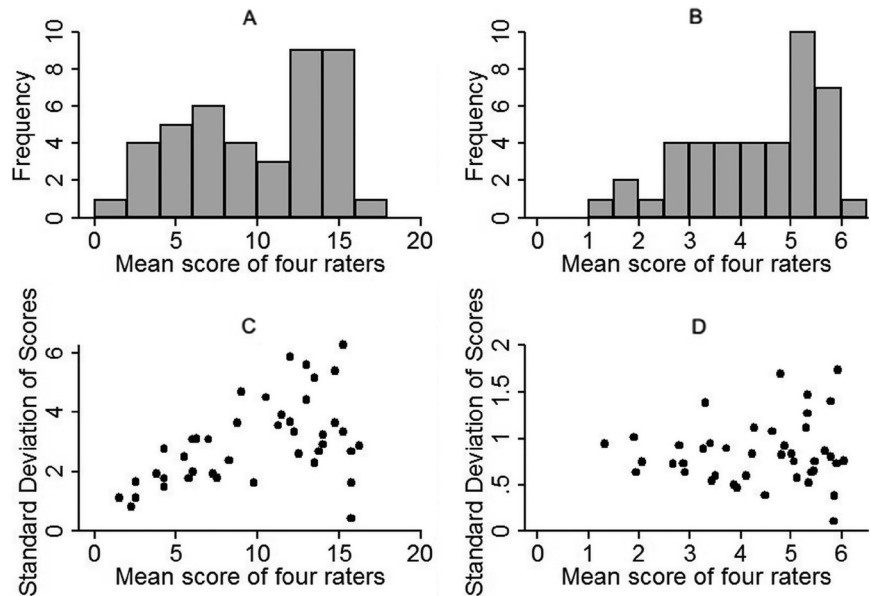 A
Frequency
0 2 4 6 8 10
0 5 10 15 20
Mean score of four raters
B
Frequency
0 2 4 6 8 10
0 1 2 3 4 5 6
Mean score of four raters
C
Standard Deviation of Scores
0 2 4 6
0 5 10 15 20
Mean score of four raters
D
Standard Deviation of Scores
0 .5 1 1.5 2
0 1 2 3 4 5 6
Mean score of four raters